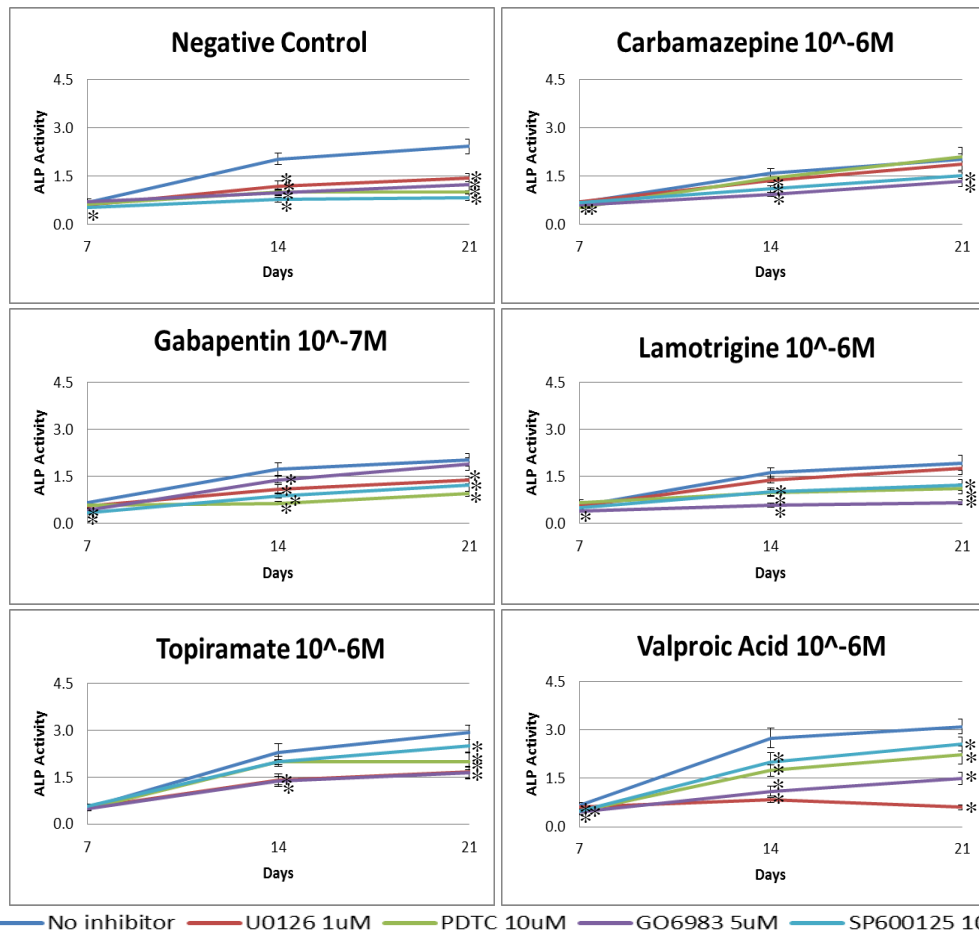 Negative Control
4.5
3.0
1.5
0.0
ALP Activity
7 14 21
Days
*
*
*
*
*
*
*
*
*
Carbamazepine 10^-6M
4.5
3.0
1.5
0.0
ALP Activity
7 14 21
Days
**
*
*
*
*
*
Gabapentin 10^-7M
4.5
3.0
1.5
0.0
ALP Activity
7 14 21
Days
*
*
*
*
*
*
*
*
*
Lamotrigine 10^-6M
4.5
3.0
1.5
0.0
ALP Activity
7 14 21
Days
*
*
*
*
*
*
*
Topiramate 10^-6M
4.5
3.0
1.5
0.0
ALP Activity
7 14 21
Days
*
*
*
*
*
*
Valproic Acid 10^-6M
4.5
3.0
1.5
0.0
ALP Activity
7 14 21
Days
*
*
*
*
*
*
*
*
*
*
*
No inhibitor U0126 1uM PDTC 10uM GO6983 5uM SP600125